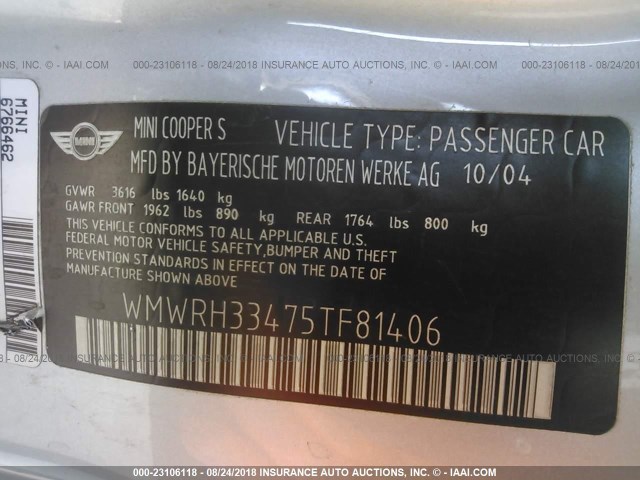 000-23106118 - 08/24/2018 INSURANCE AUTO AUCTIONS, INC. - © IAAI.COM
MINI
6766462
MINI
MINI COOPER S VEHICLE TYPE: PASSENGER CAR
MFD BY BAYERISCHE MOTOREN WERKE AG 10/04
GVWR 3616 lbs 1640 kg
GAWR FRONT 1962 lbs 890 kg REAR 1764 lbs 800 kg
THIS VEHICLE CONFORMS TO ALL APPLICABLE U.S.
FEDERAL MOTOR VEHICLE SAFETY,BUMPER AND THEFT
PREVENTION STANDARDS IN EFFECT ON THE DATE OF
MANUFACTURE SHOWN ABOVE
WMWRH33475TF81406
000-23106118 - 08/24/2018 INSURANCE AUTO AUCTIONS, INC. - © IAAI.COM